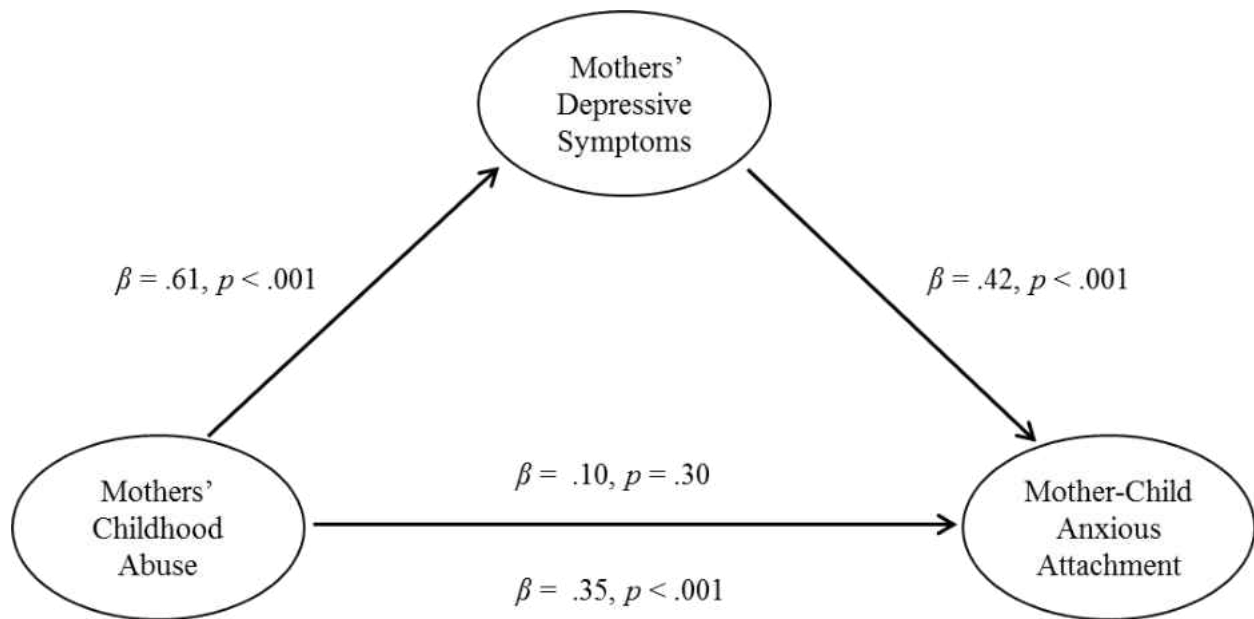 Mothers’
Depressive
Symptoms
β = .61, p < .001
β = .42, p < .001
Mothers’
Childhood
Abuse
β = .10, p = .30
β = .35, p < .001
Mother-Child
Anxious
Attachment